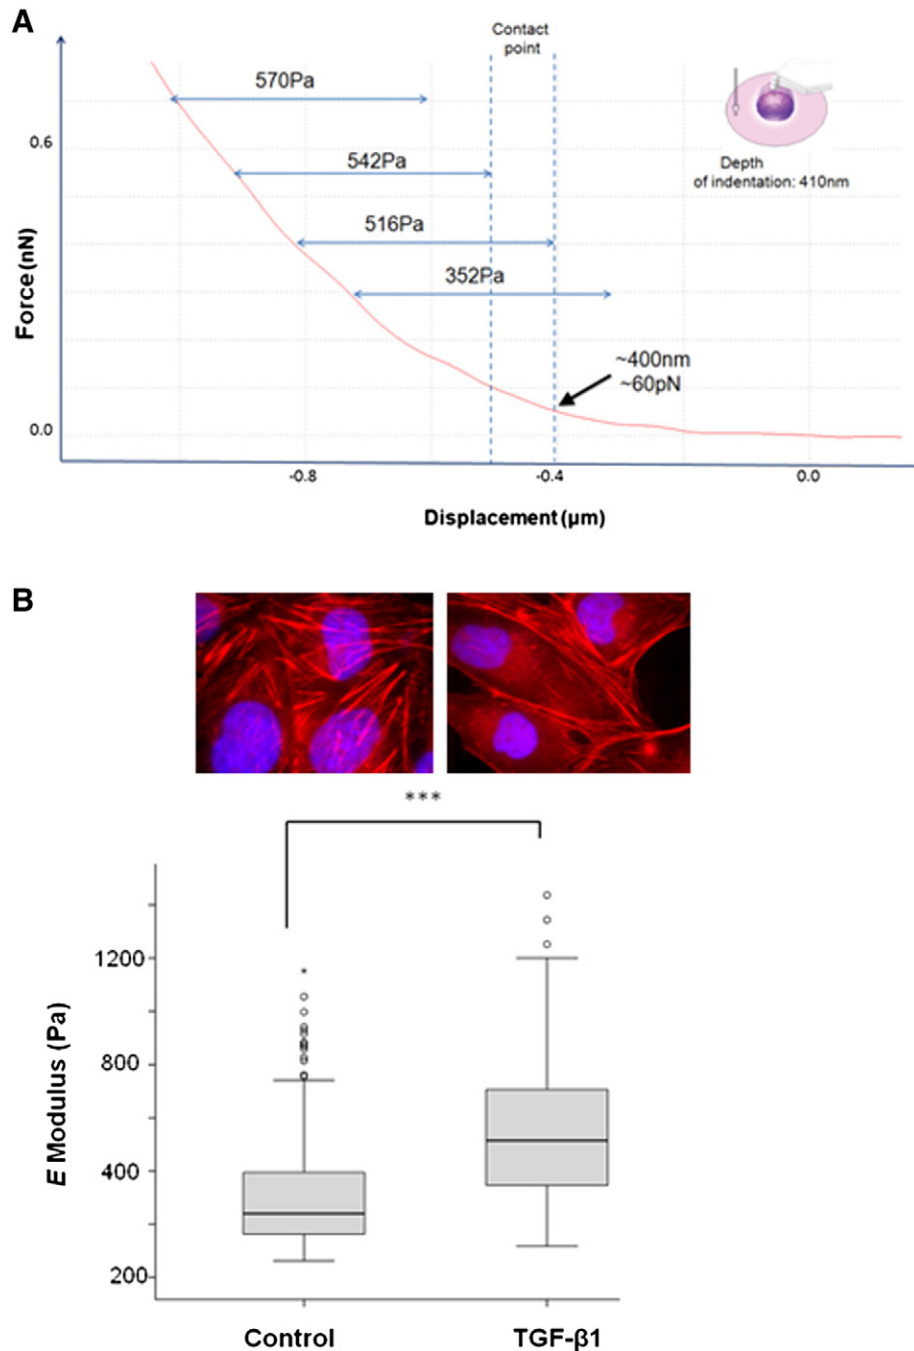 A
Contact
point
570Pa
0.6
542Pa
Depth
of indentation: 410nm
516Pa
352Pa
Force (nN)
~400nm
~60pN
0.0
-0.8
-0.4
0.0
Displacement (μm)
B
***
1200
800
E Modulus (Pa)
400
200
Control
TGF-β1